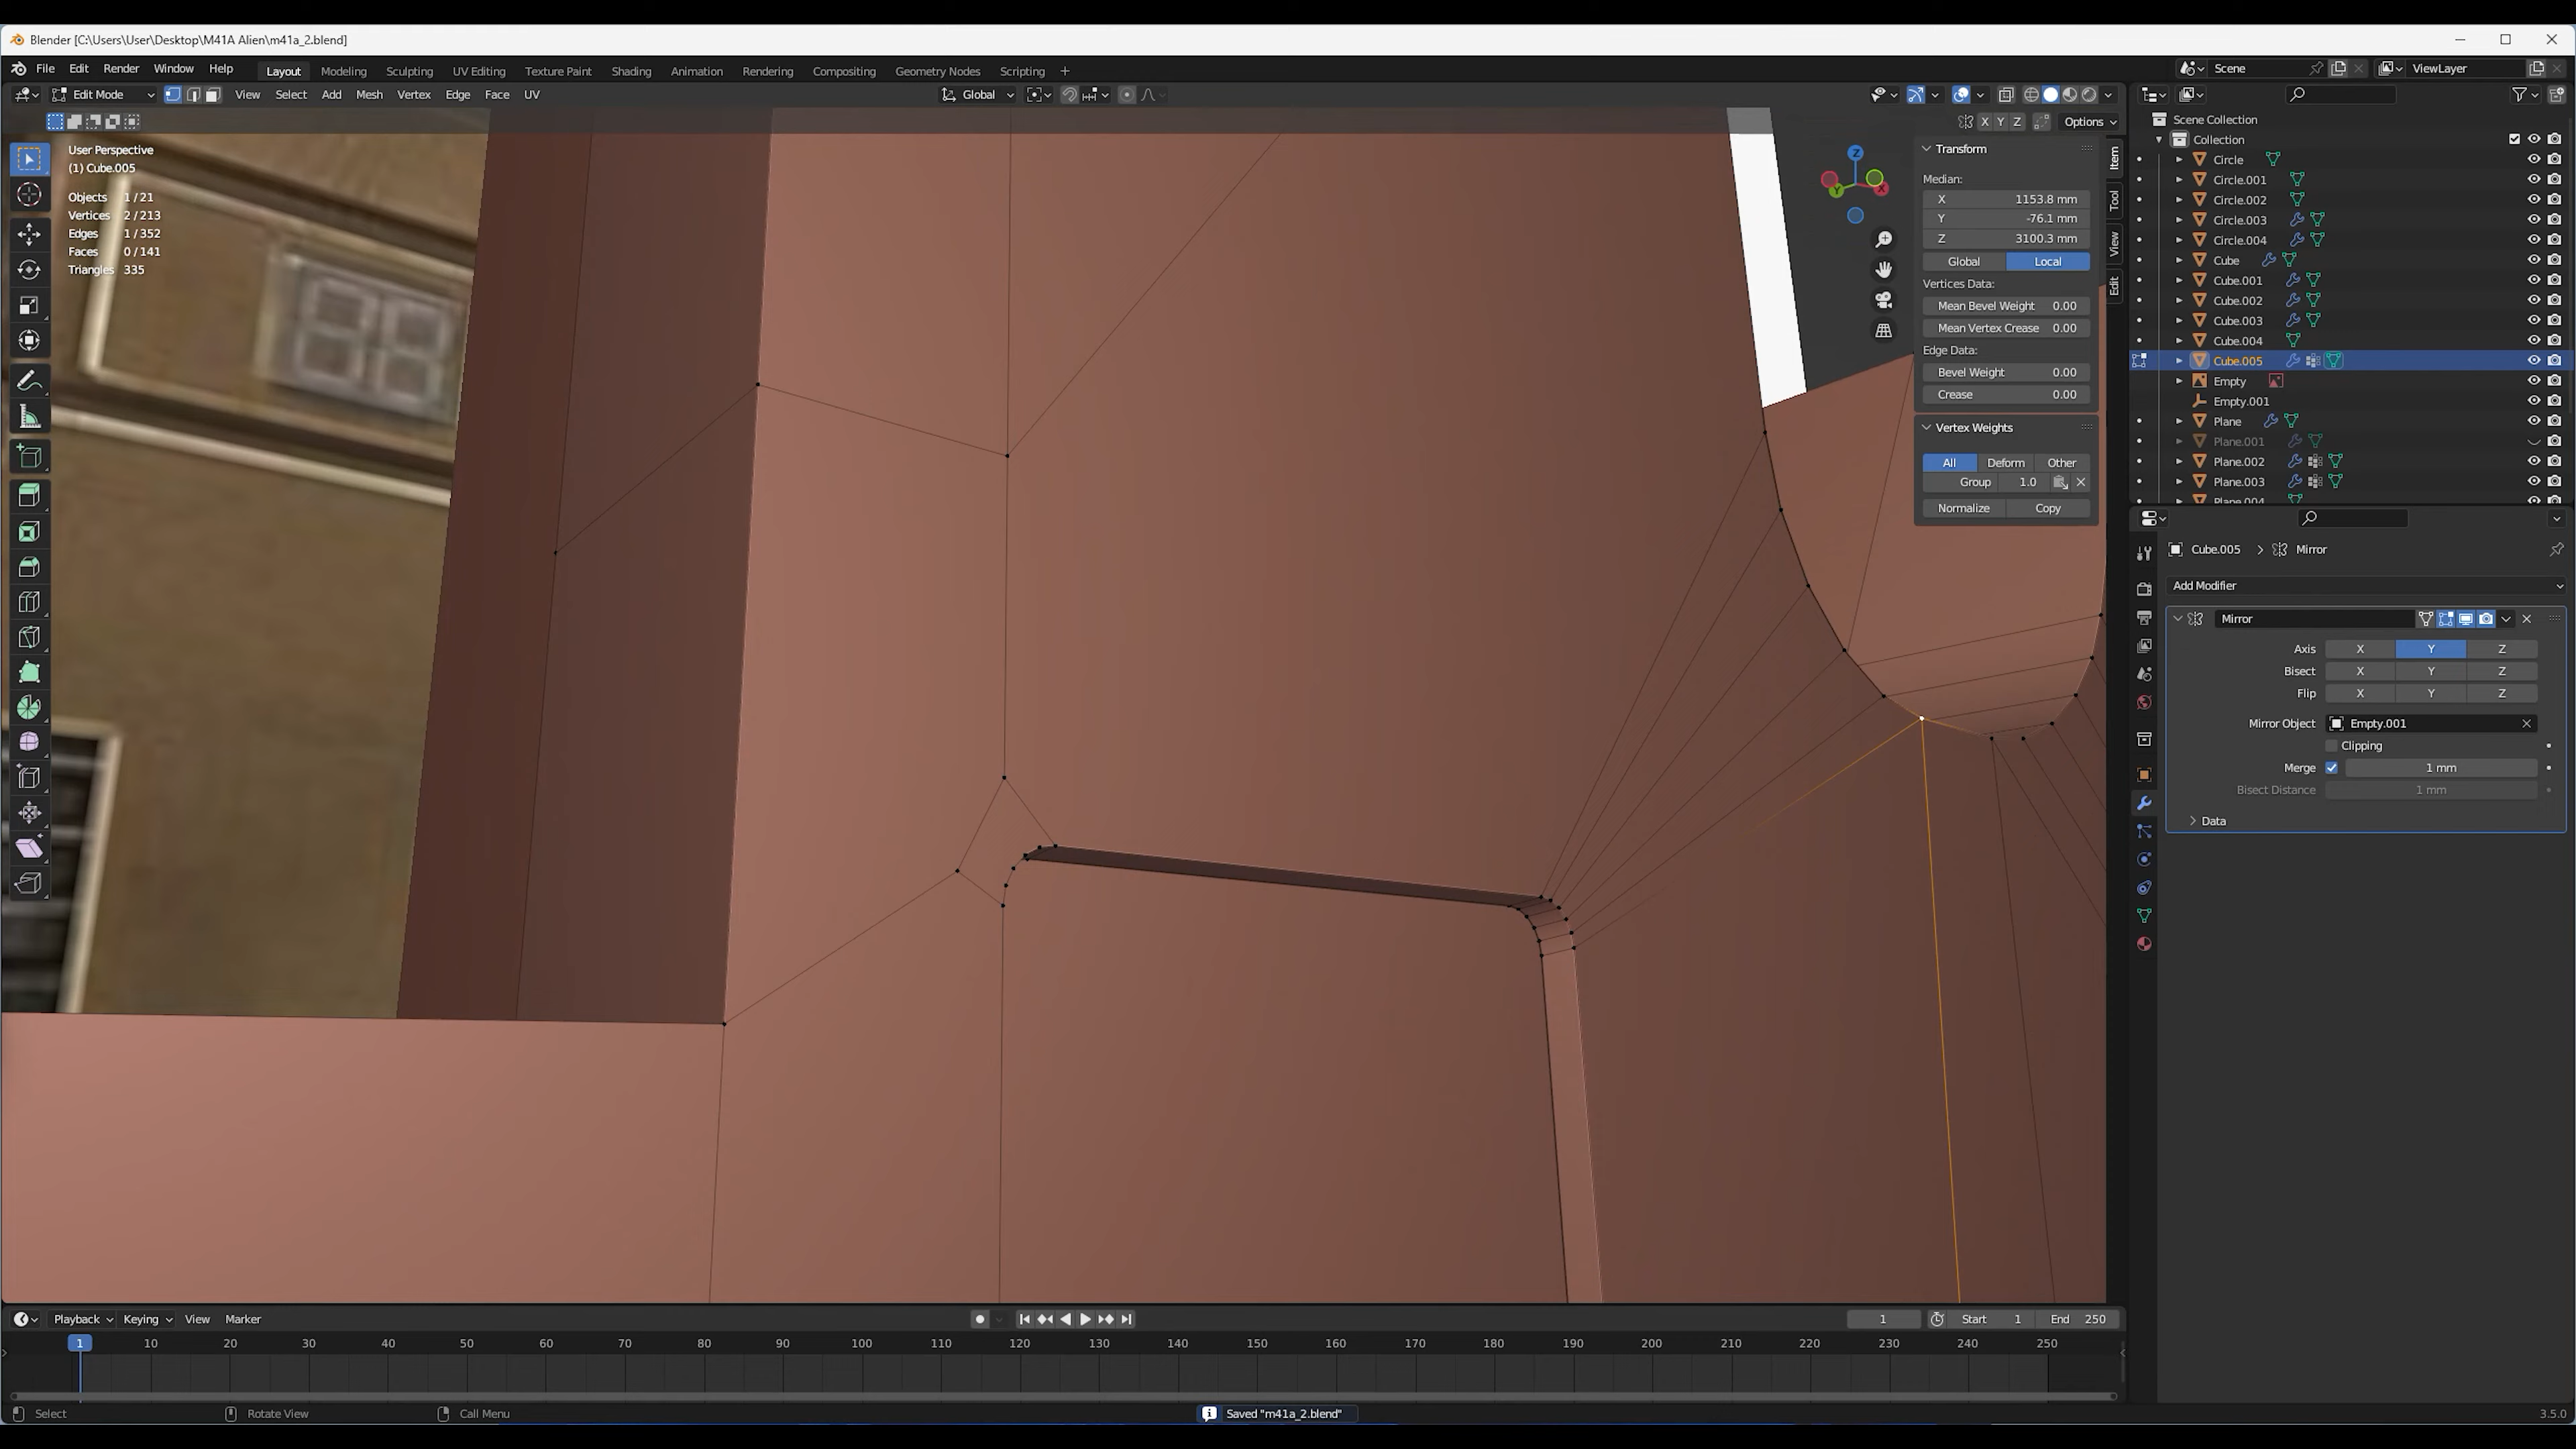 Blender [C:\Users\User\Desktop\M41A Alien\m41a_2.blend]
File Edit Render Window Help Layout Modeling Sculpting UV Editing Texture Paint Shading Animation Rendering Compositing Geometry Nodes Scripting + Scene ViewLayer
Edit Mode View Select Add Mesh Vertex Edge Face UV Global
X Y Z Options
User Perspective
(1) Cube.005
Objects 1 / 21
Vertices 2 / 213
Edges 1 / 352
Faces 0 / 141
Triangles 335
88
Z
Y
X
Transform
Median:
X 1153.8 mm
Y -76.1 mm
Z 3100.3 mm
Global Local
Vertices Data:
Mean Bevel Weight 0.00
Mean Vertex Crease 0.00
Edge Data:
Bevel Weight 0.00
Crease 0.00
Vertex Weights
All Deform Other
Group 1.0
Normalize Copy
Item
Tool
View
Edit
Scene Collection
Collection
Circle
Circle.001
Circle.002
Circle.003
Circle.004
Cube
Cube.001
Cube.002
Cube.003
Cube.004
Cube.005
Empty
Empty.001
Plane
Plane.001
Plane.002
Plane.003
Plane.004
Cube.005 > Mirror
Add Modifier
Mirror
Axis X Y Z
Bisect X Y Z
Flip X Y Z
Mirror Object Empty.001
Clipping
Merge 1 mm
Bisect Distance 1 mm
Data
Playback Keying View Marker 1 Start 1 End 250
1 10 20 30 40 50 60 70 80 90 100 110 120 130 140 150 160 170 180 190 200 210 220 230 240 250
Select Rotate View Call Menu Saved "m41a_2.blend" 3.5.0